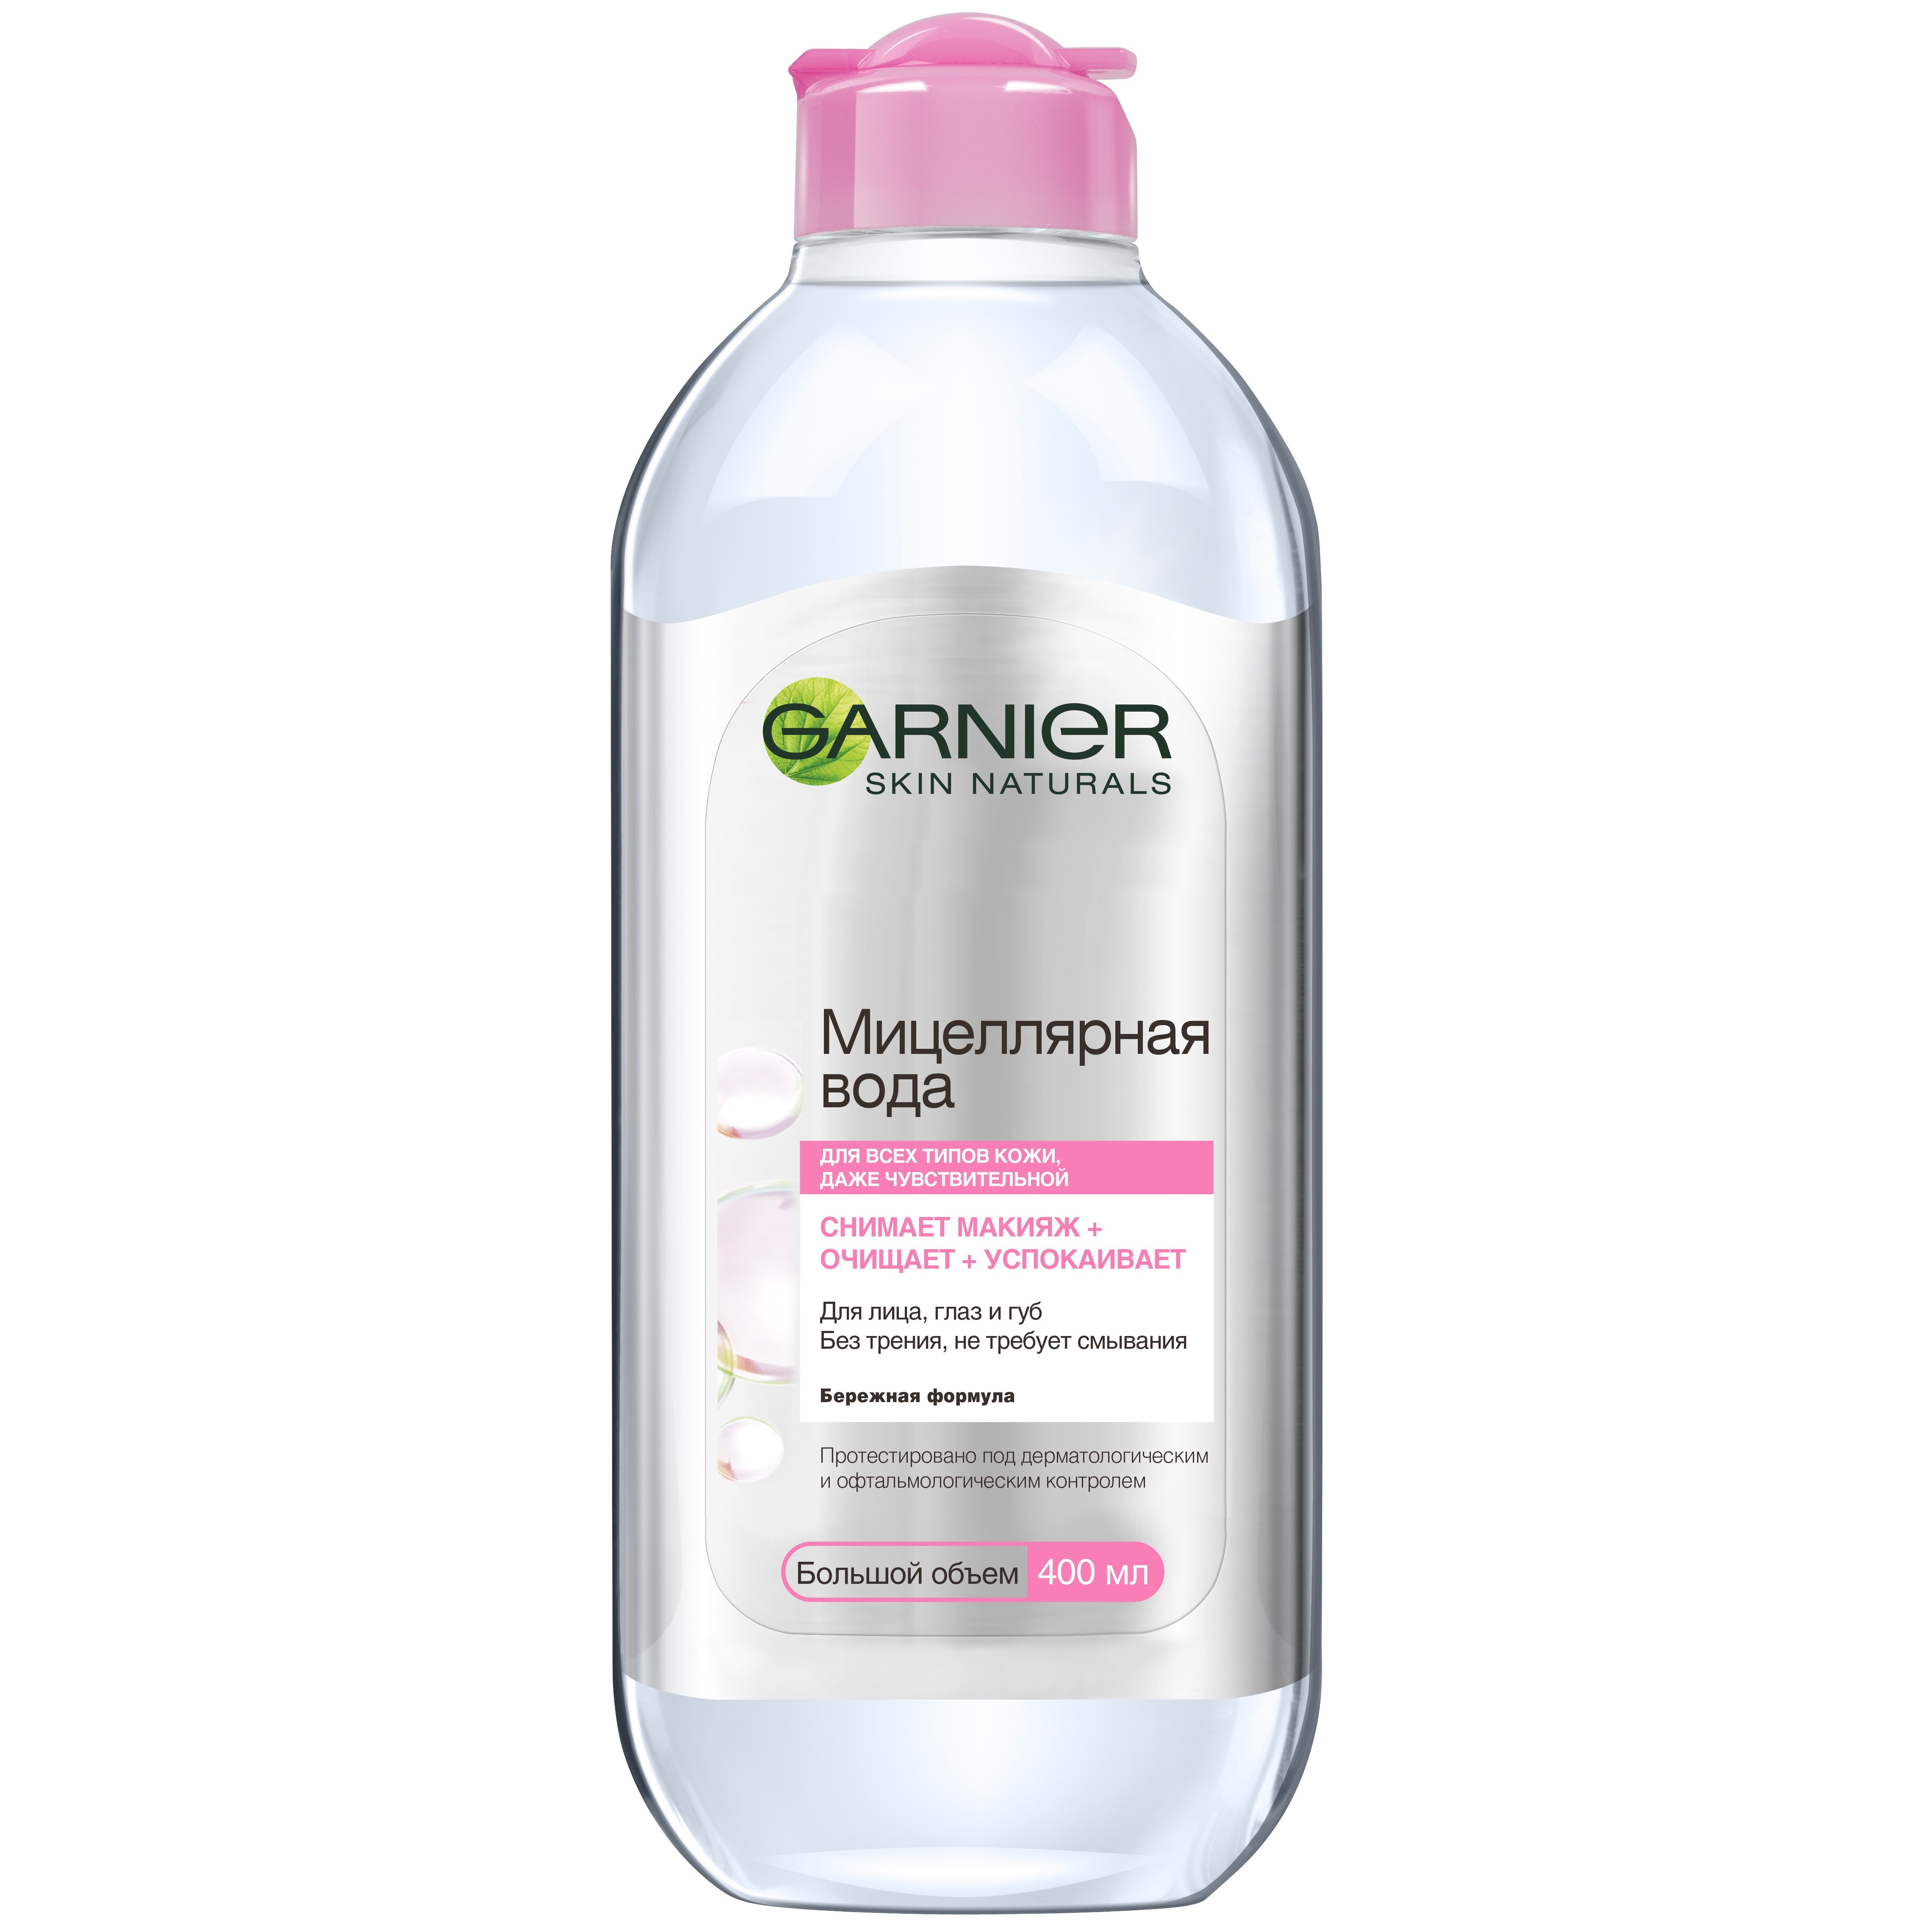 GARNIER
SKIN NATURALS
Мицеллярная
вода
ДЛЯ ВСЕХ ТИПОВ КОЖИ,
ДАЖЕ ЧУВСТВИТЕЛЬНОЙ
СНИМАЕТ МАКИЯЖ +
ОЧИЩАЕТ + УСПОКАИВАЕТ
Для лица, глаз и губ
Без трения, не требует смывания
Бережная формула
Протестировано под дерматологическим
и офтальмологическим контролем
Большой объем 400 мл